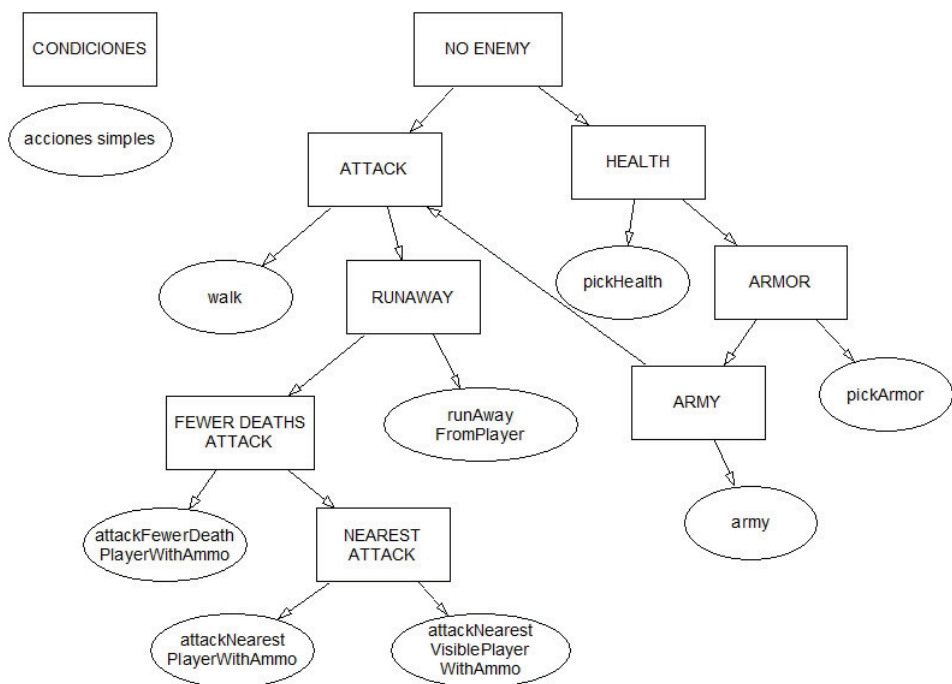 CONDICIONES
NO ENEMY
acciones simples
ATTACK
HEALTH
walk
RUNAWAY
pickHealth
ARMOR
FEWER DEATHS
ATTACK
runAway
FromPlayer
ARMY
pickArmor
attackFewerDeath
PlayerWithAmmo
NEAREST
ATTACK
army
attackNearest
PlayerWithAmmo
attackNearest
VisiblePlayer
WithAmmo